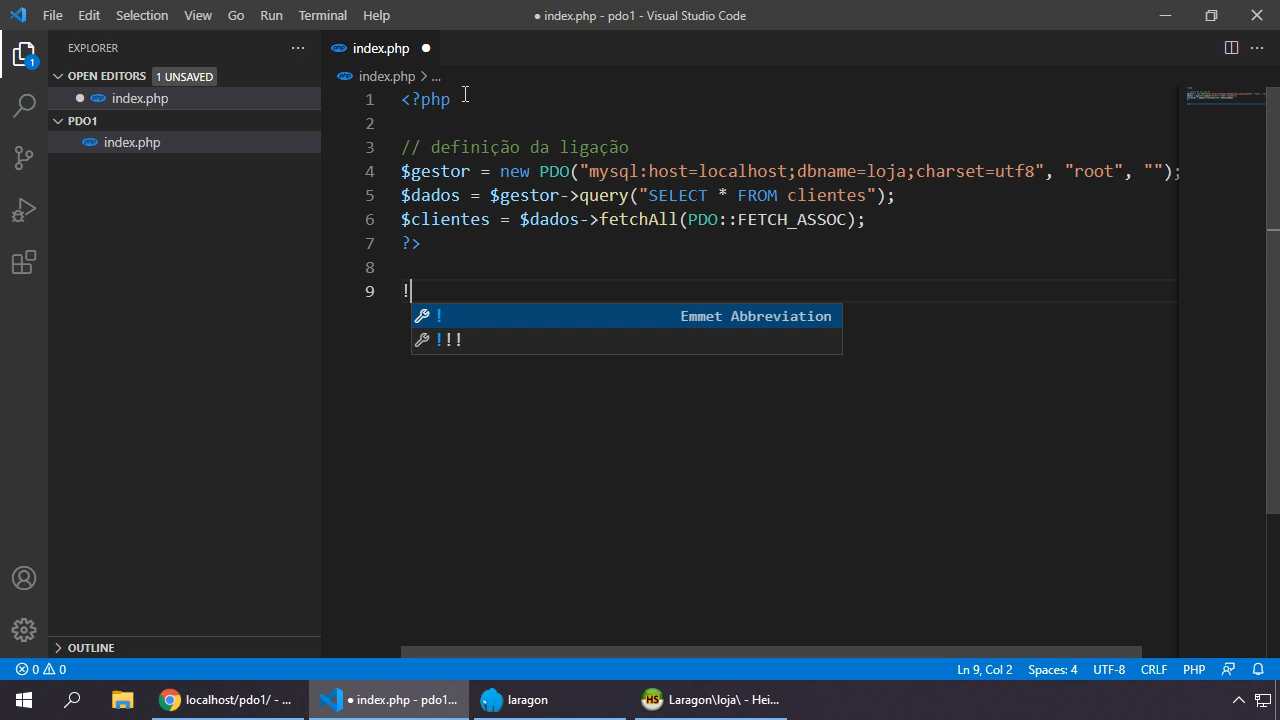 File Edit Selection View Go Run Terminal Help
● index.php - pdo1 - Visual Studio Code
EXPLORER
OPEN EDITORS 1 UNSAVED
index.php
PDO1
index.php
OUTLINE
1
index.php
index.php > ...
1 <?php
2
3 // definição da ligação
4 $gestor = new PDO("mysql:host=localhost;dbname=loja;charset=utf8", "root", "");
5 $dados = $gestor->query("SELECT * FROM clientes");
6 $clientes = $dados->fetchAll(PDO::FETCH_ASSOC);
7 ?>
8
9 !
! Emmet Abbreviation
!!!
0 0
Ln 9, Col 2 Spaces: 4 UTF-8 CRLF PHP
localhost/pdo1/ - ...
● index.php - pdo1...
laragon
HS
Laragon\loja\ - Hei...